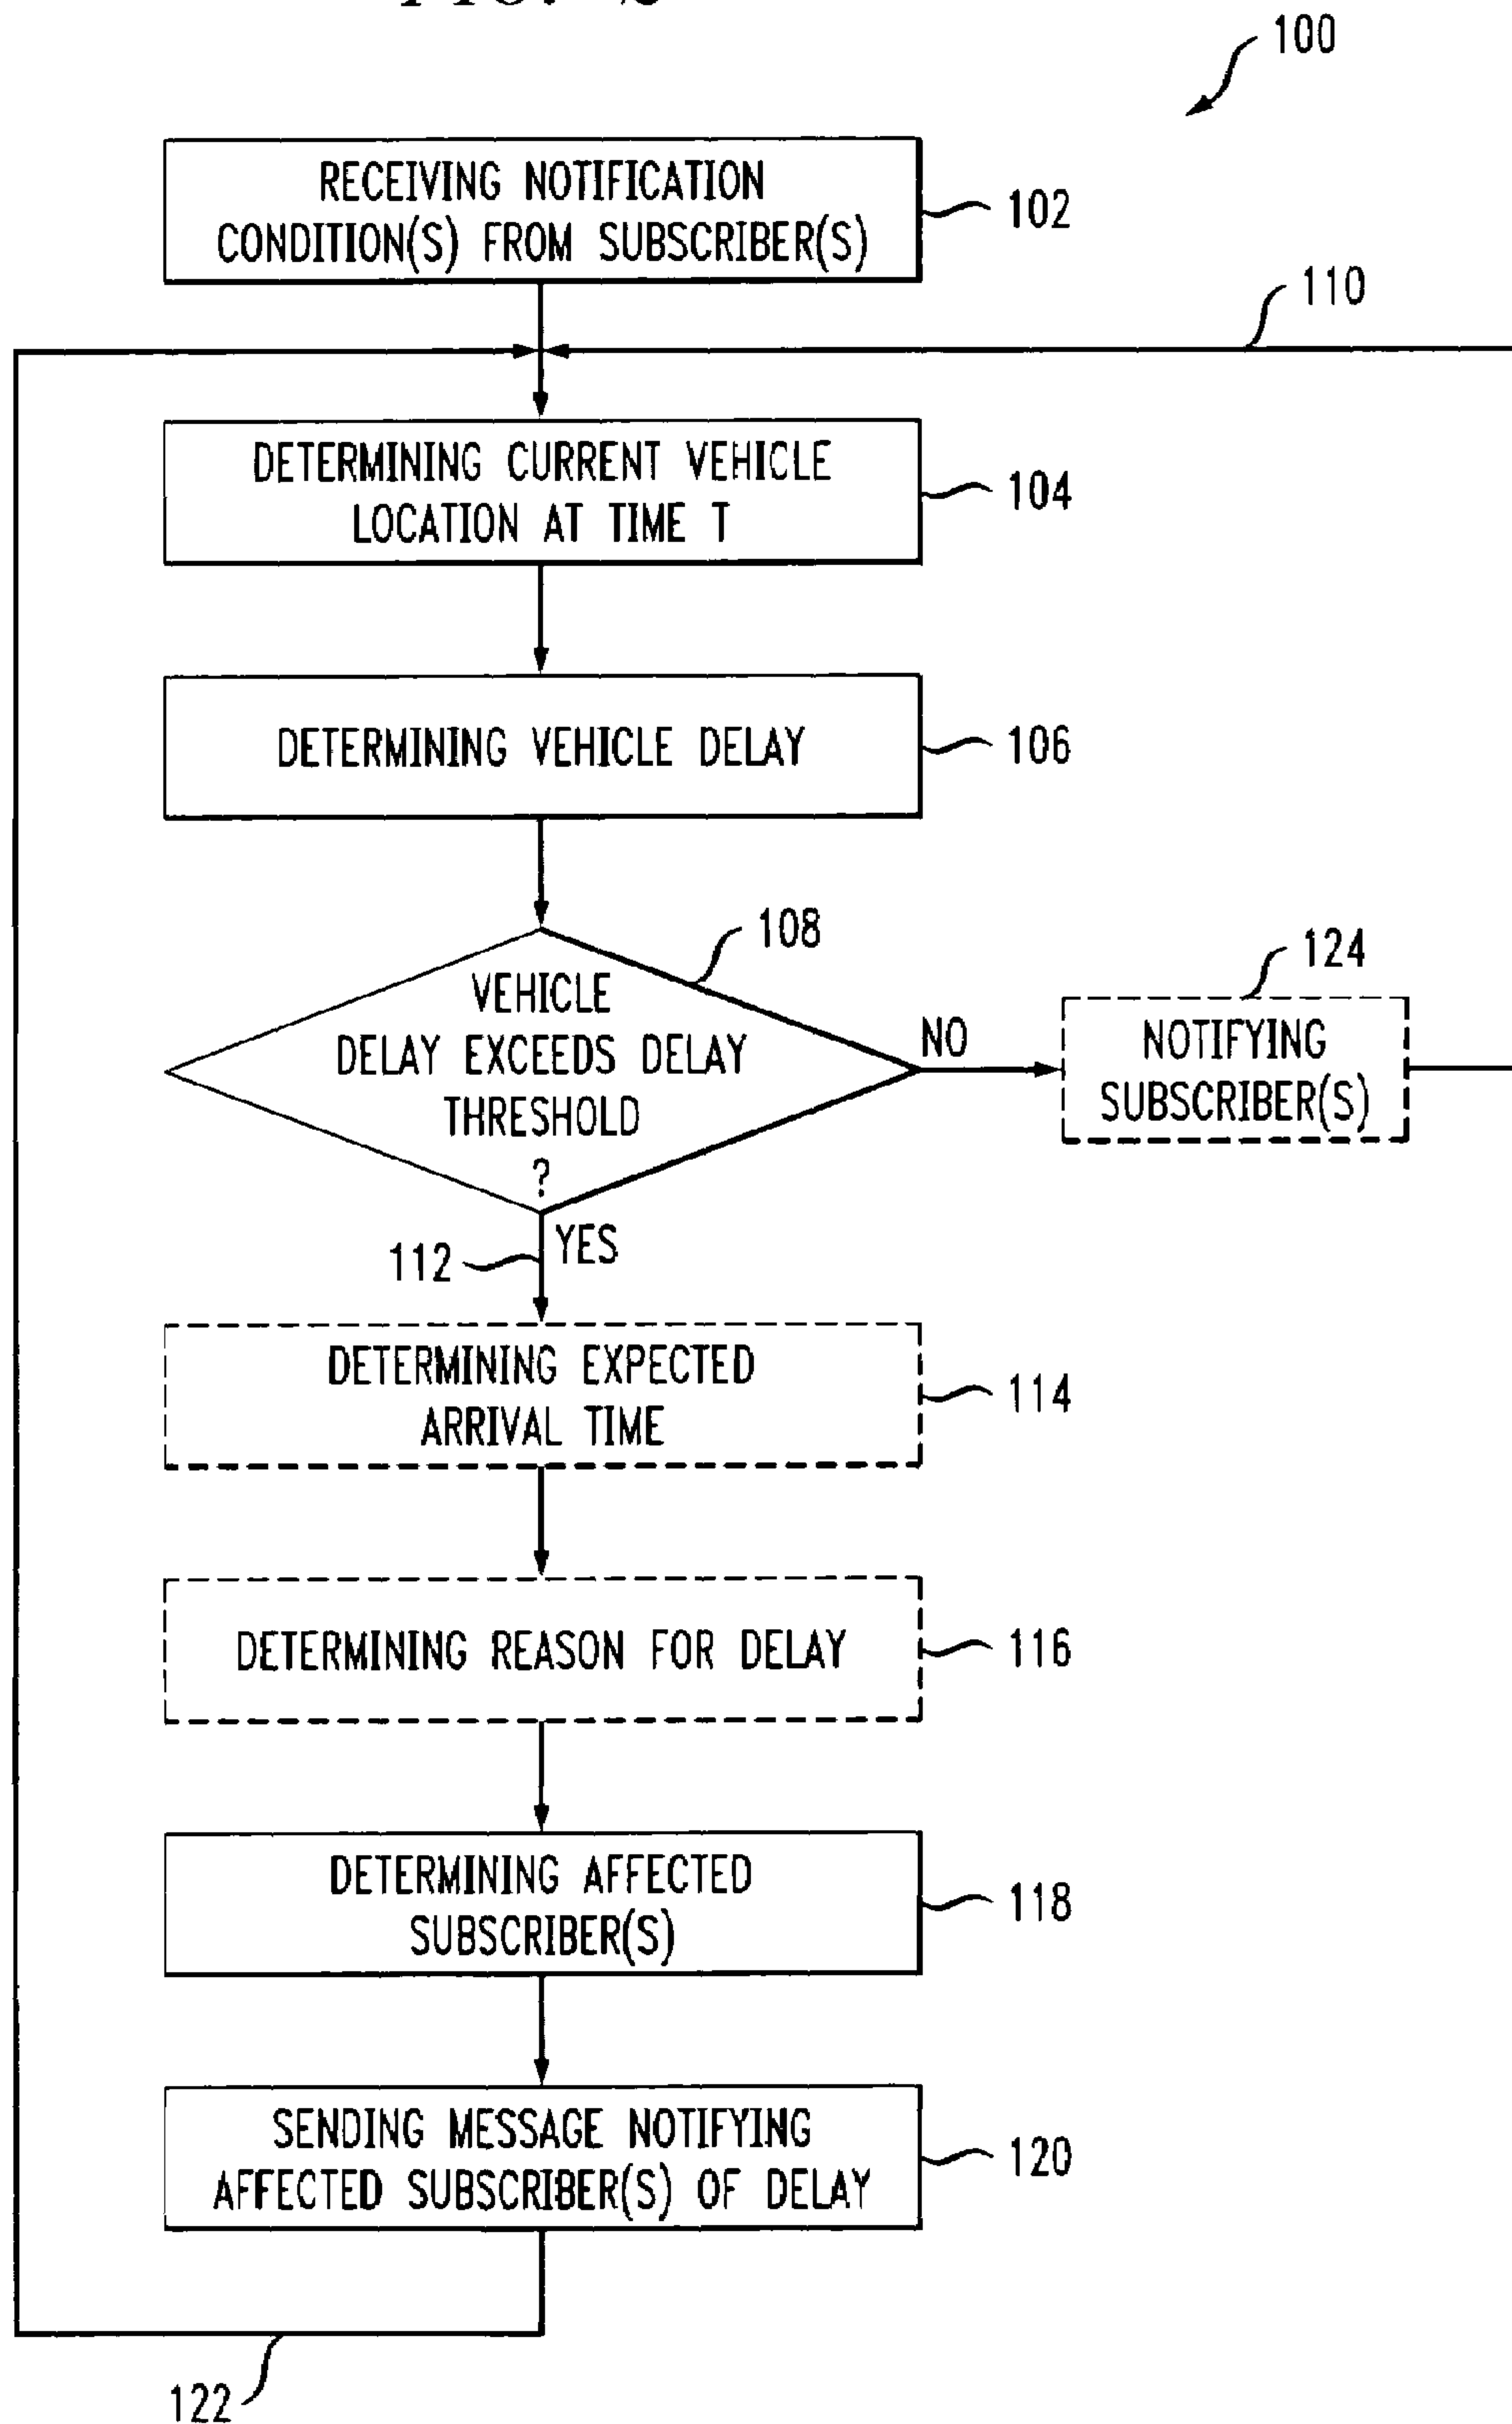 100
RECEIVING NOTIFICATION
CONDITION(S) FROM SUBSCRIBER(S)
102
110
DETERMINING CURRENT VEHICLE
LOCATION AT TIME T
104
DETERMINING VEHICLE DELAY
106
108
VEHICLE
DELAY EXCEEDS DELAY
THRESHOLD
?
NO
124
NOTIFYING
SUBSCRIBER(S)
112
YES
DETERMINING EXPECTED
ARRIVAL TIME
114
DETERMINING REASON FOR DELAY
116
DETERMINING AFFECTED
SUBSCRIBER(S)
118
SENDING MESSAGE NOTIFYING
AFFECTED SUBSCRIBER(S) OF DELAY
120
122